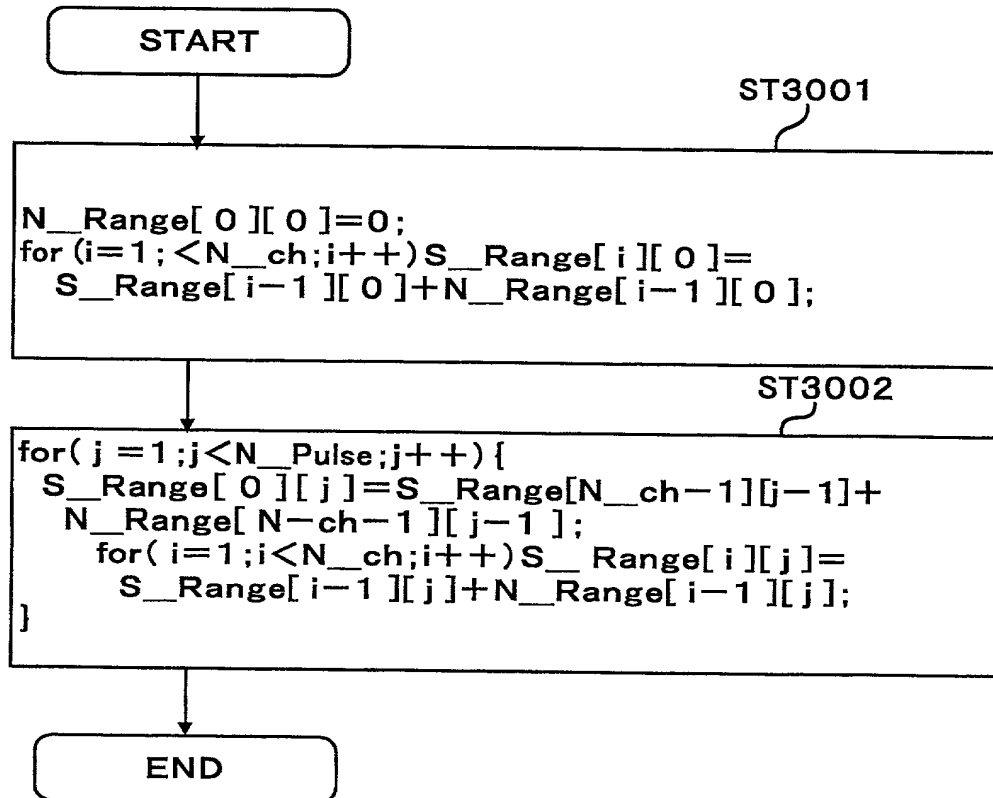 START
ST3001
N__Range[ 0 ][ 0 ]=0;
for (i=1; <N__ch;i++)S__Range[ i ][ 0 ]=
S__Range[ i-1 ][ 0 ]+N__Range[ i-1 ][ 0 ];
ST3002
for( j =1;j<N__Pulse;j++){
S__Range[ 0 ][ j ]=S__Range[N__ch-1][j-1]+
N__Range[ N-ch-1 ][ j-1 ];
for( i=1;i<N__ch;i++)S__ Range[ i ][ j ]=
S__Range[ i-1 ][ j ]+N__Range[ i-1 ][ j ];
}
END